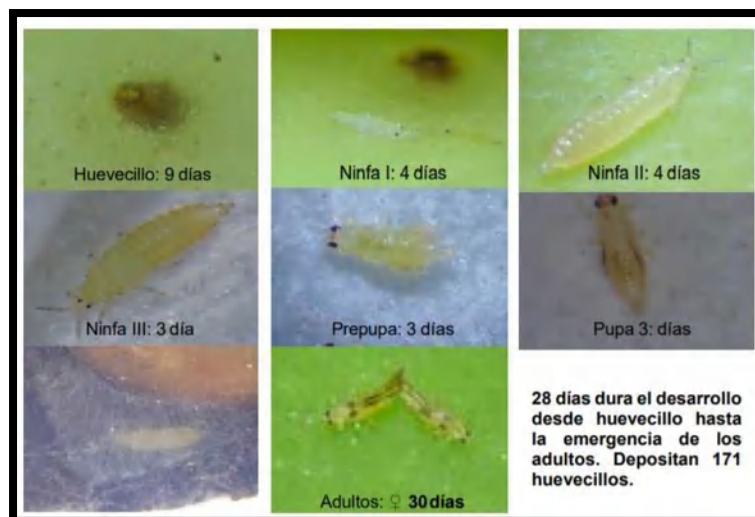 Huevecillo: 9 días
Ninfa I: 4 días
Ninfa II: 4 días
Ninfa III: 3 día
Prepupa: 3 días
Pupa 3: días
28 días dura el desarrollo
desde huevecillo hasta
la emergencia de los
adultos. Depositan 171
huevecillos.
Adultos: ♀ 30 días